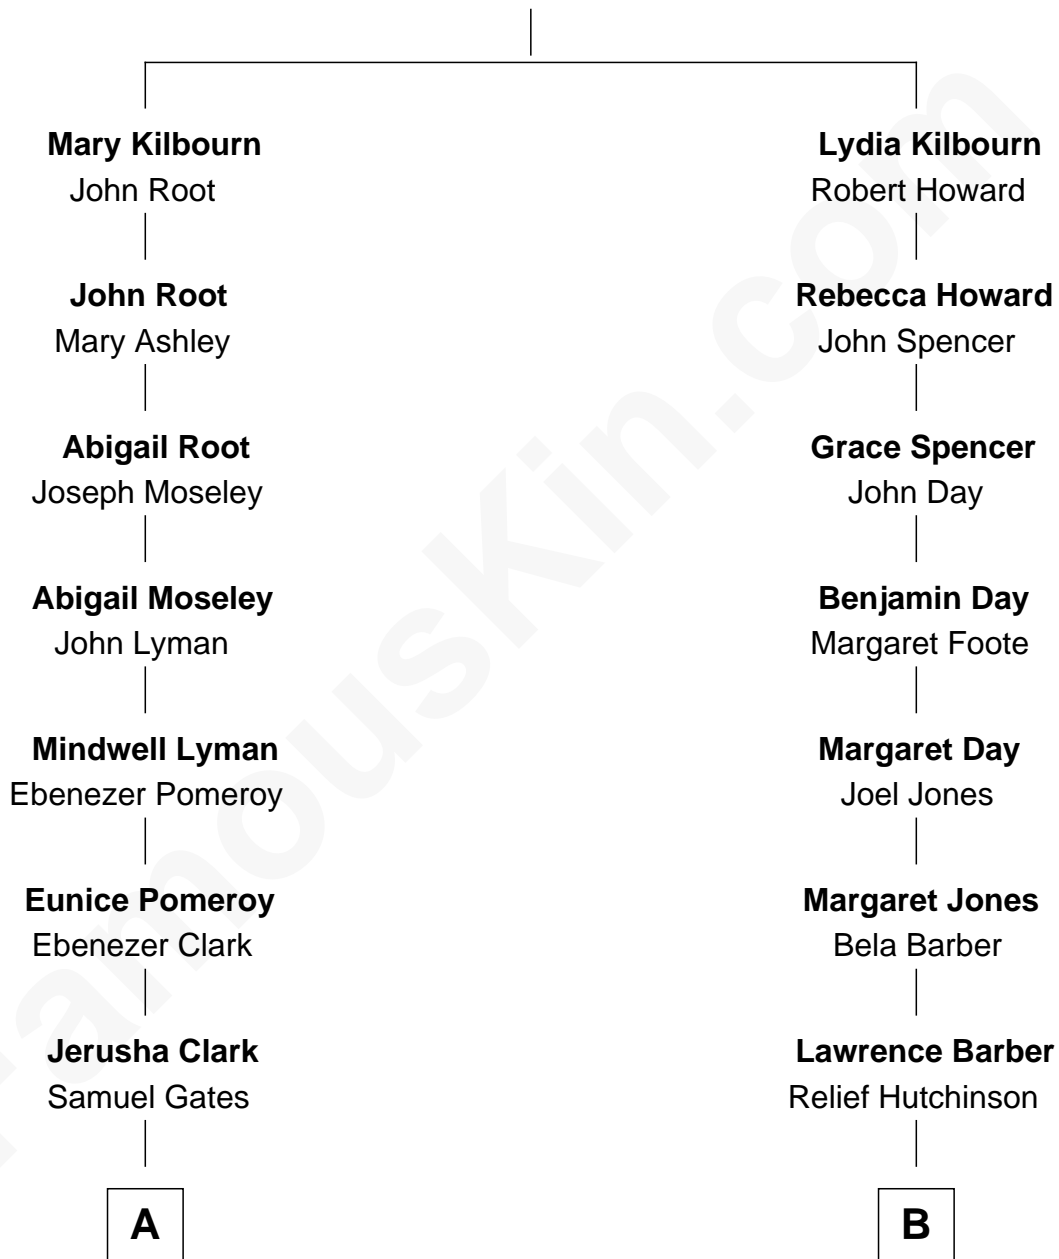 Mary Kilbourn
John Root
John Root
Mary Ashley
Abigail Root
Joseph Moseley
Abigail Moseley
John Lyman
Mindwell Lyman
Ebenezer Pomeroy
Eunice Pomeroy
Ebenezer Clark
Jerusha Clark
Samuel Gates
A
Lydia Kilbourn
Robert Howard
Rebecca Howard
John Spencer
Grace Spencer
John Day
Benjamin Day
Margaret Foote
Margaret Day
Joel Jones
Margaret Jones
Bela Barber
Lawrence Barber
Relief Hutchinson
B
FamousKin.com